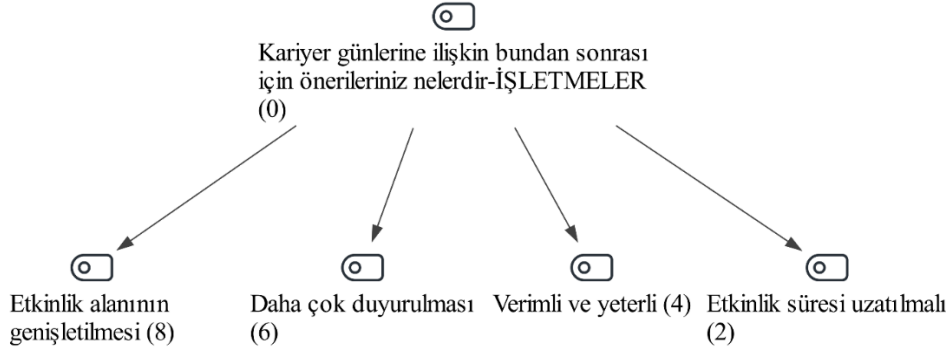 Kariyer günlerine ilişkin bundan sonrası
için önerileriniz nelerdir-İŞLETMELER
(0)
Etkinlik alanının
genişletilmesi (8)
Daha çok duyurulması
(6)
Verimli ve yeterli (4)
Etkinlik süresi uzatılmalı
(2)